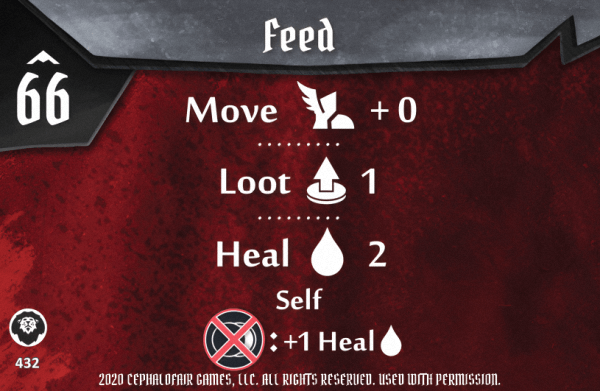 Feed
66
Move + 0
Loot 1
Heal 2
Self
: +1 Heal
432
2020 CEPHALOFAIR GAMES, LLC. ALL RIGHTS RESERVED. USED WITH PERMISSION.